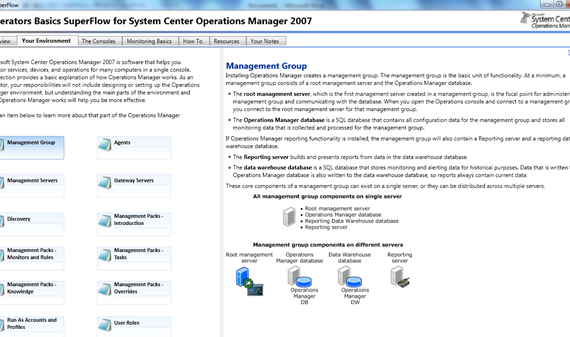 erFlow
erators Basics SuperFlow for System Center Operations Manager 2007
System Cent
Operations Man
view
Your Environment
The Consoles
Monitoring Basics
How To
Resources
Your Notes
osoft System Center Operations Manager 2007 is software that helps you
or services, devices, and operations for many computers in a single console.
ection provides a basic explanation of how Operations Manager works. As an
tor, your responsibilities will not include designing or setting up the Operations
ger environment, but understanding the main parts of the environment and
Operations Manager works will help you be more effective.
an item below to learn more about that part of the Operations Manager
Management Group
Agents
Management Servers
Gateway Servers
Discovery
Management Packs -
Introduction
Management Packs -
Monitors and Rules
Management Packs -
Tasks
Management Packs -
Knowledge
Management Packs -
Overrides
Run As Accounts and
Profiles
User Roles
Management Group
Installing Operations Manager creates a management group. The management group is the basic unit of functionality. At a minimum, a
management group consists of a root management server and the Operations Manager database.
• The root management server, which is the first management server created in a management group, is the focal point for administer
management group and communicating with the database. When you open the Operations console and connect to a management gr
you connect to the root management server for that management group.
• The Operations Manager database is a SQL database that contains all configuration data for the management group and stores all
monitoring data that is collected and processed for the management group.
If Operations Manager reporting functionality is installed, the management group will also contain a Reporting server and a reporting dat
warehouse database.
• The Reporting server builds and presents reports from data in the data warehouse database.
• The data warehouse database is a SQL database that stores monitoring and alerting data for historical purposes. Data that is written
Operations Manager database is also written to the data warehouse database, so reports always contain current data.
These core components of a management group can exist on a single server, or they can be distributed across multiple servers.
All management group components on single server
• Root management server
• Operations Manager database
• Reporting Data Warehouse database
• Reporting server
Management group components on different servers
Root management
server
Operations
Manager database
Data Warehouse
database
Reporting
server
Operations
Manager
DB
Operations
Manager
DW